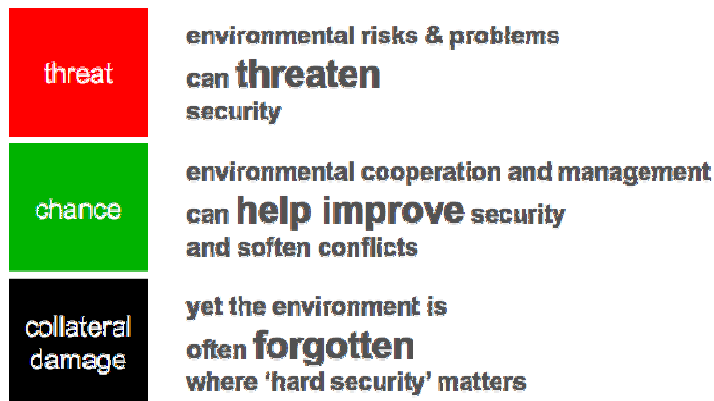 threat
environmental risks & problems
can threaten
security
chance
environmental cooperation and management
can help improve security
and soften conflicts
collateral
damage
yet the environment is
often forgotten
where ‘hard security’ matters